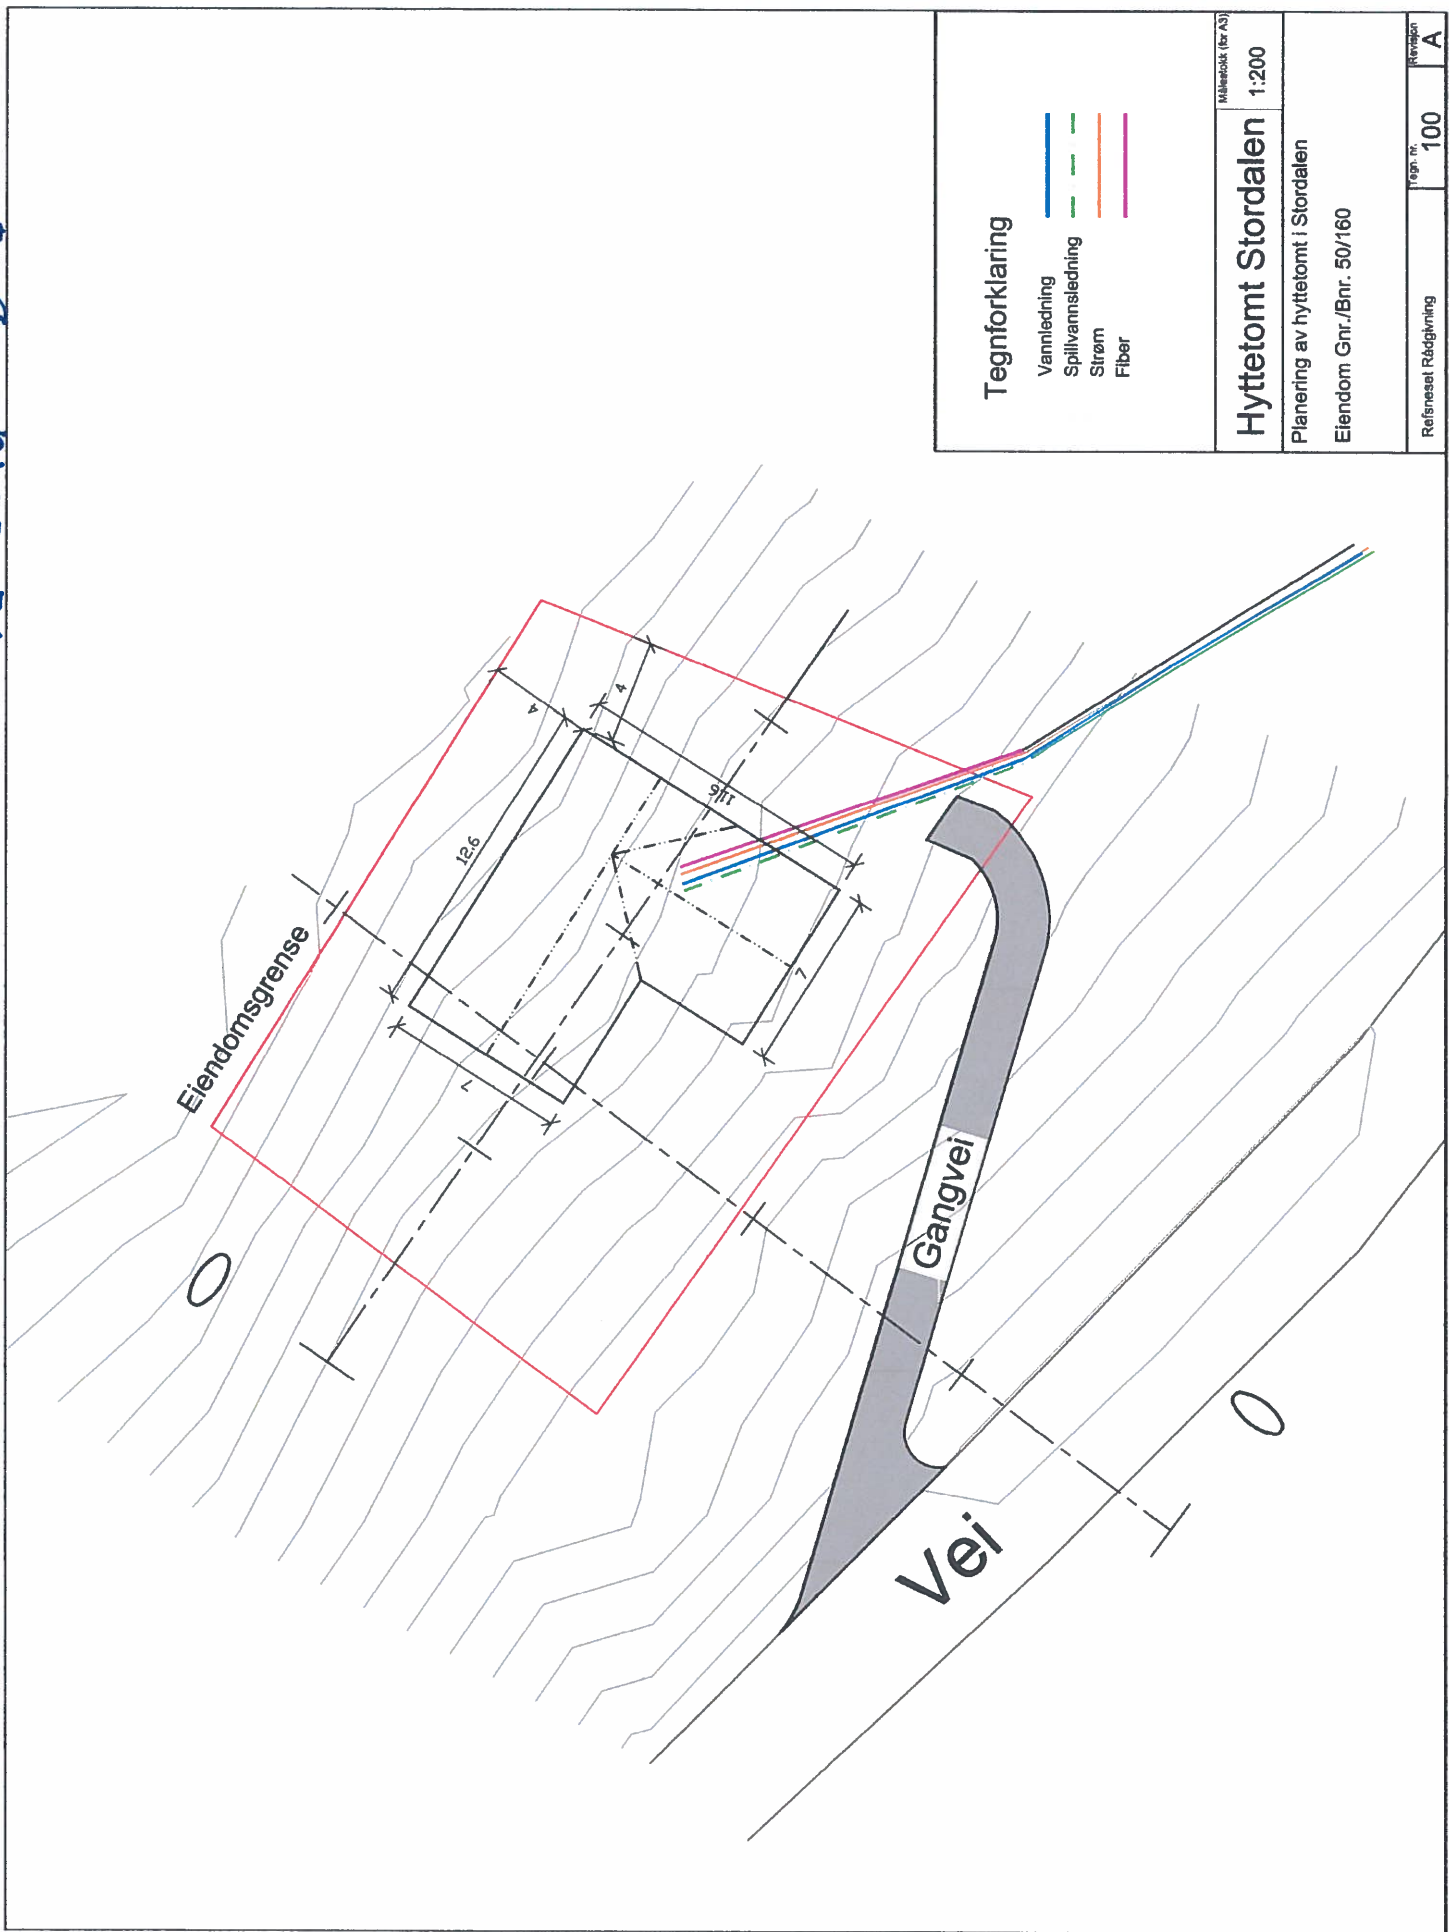 Eiendomsgrense
12.6
4
4
11.6
7
7
Gangvei
Vei
Tegnforklaring
Vannledning
Spillvannsledning
Strøm
Fiber
Hyttetomt Stordalen
Målestokk (for A3)
1:200
Planering av hyttetomt i Stordalen
Eiendom Gnr./Bnr. 50/160
Refsneset Rådgivning
Tegn. nr.
100
Revisjon
A